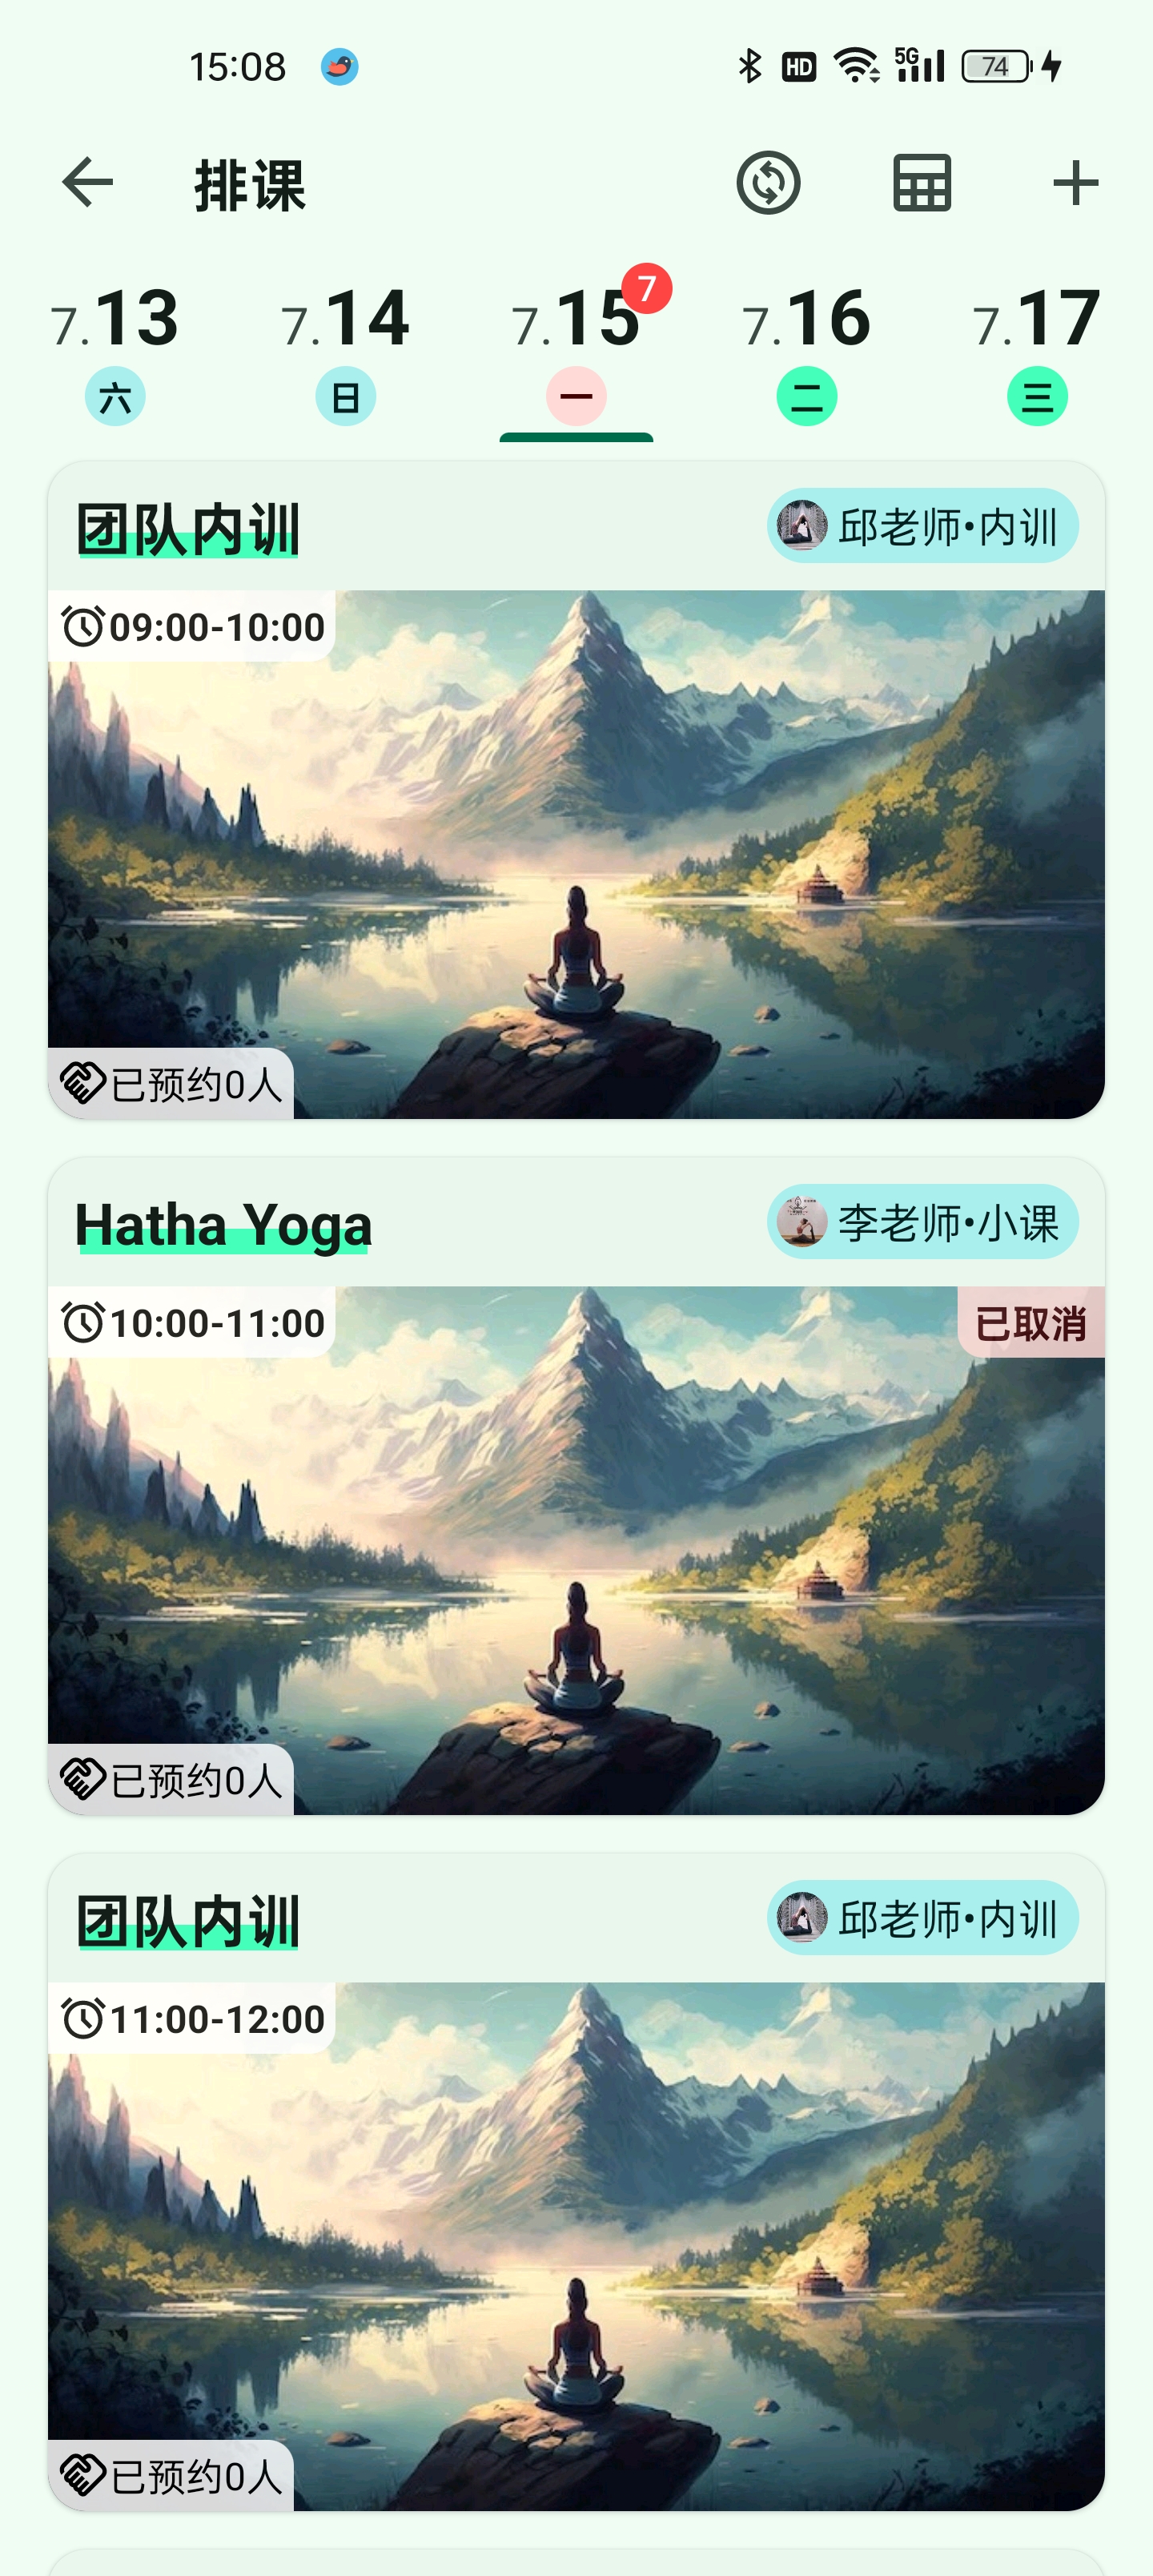 15:08 HD 5G 74
排课
7.13 7.14 7.15 7 7.16 7.17
六 日 一 二 三
团队内训 邱老师•内训
09:00-10:00
已预约0人
Hatha Yoga 李老师•小课
10:00-11:00 已取消
已预约0人
团队内训 邱老师•内训
11:00-12:00
已预约0人